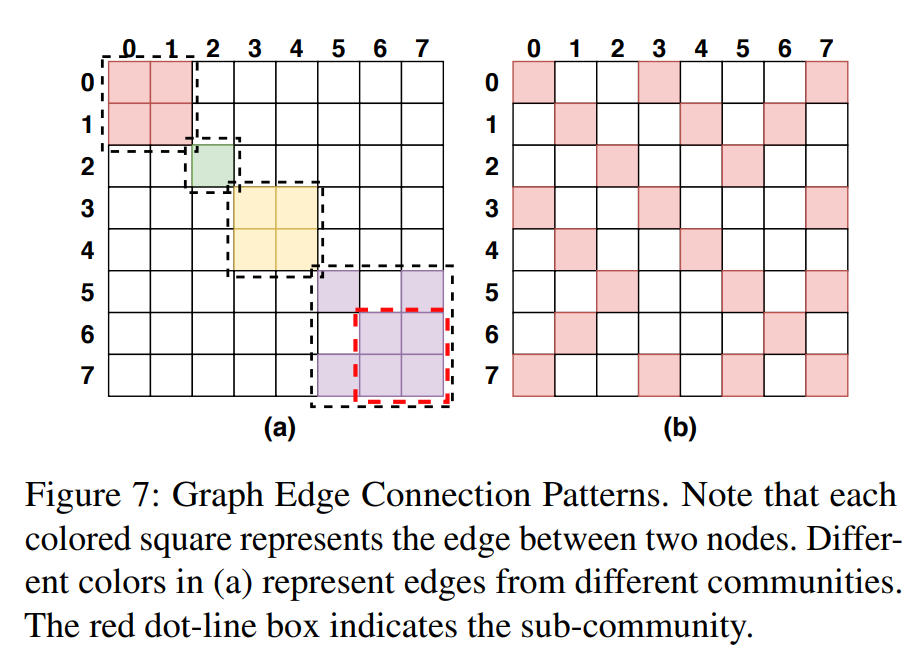 0 1 2 3 4 5 6 7
0
1
2
3
4
5
6
7
(a)
0 1 2 3 4 5 6 7
0
1
2
3
4
5
6
7
(b)
Figure 7: Graph Edge Connection Patterns. Note that each
colored square represents the edge between two nodes. Differ-
ent colors in (a) represent edges from different communities.
The red dot-line box indicates the sub-community.